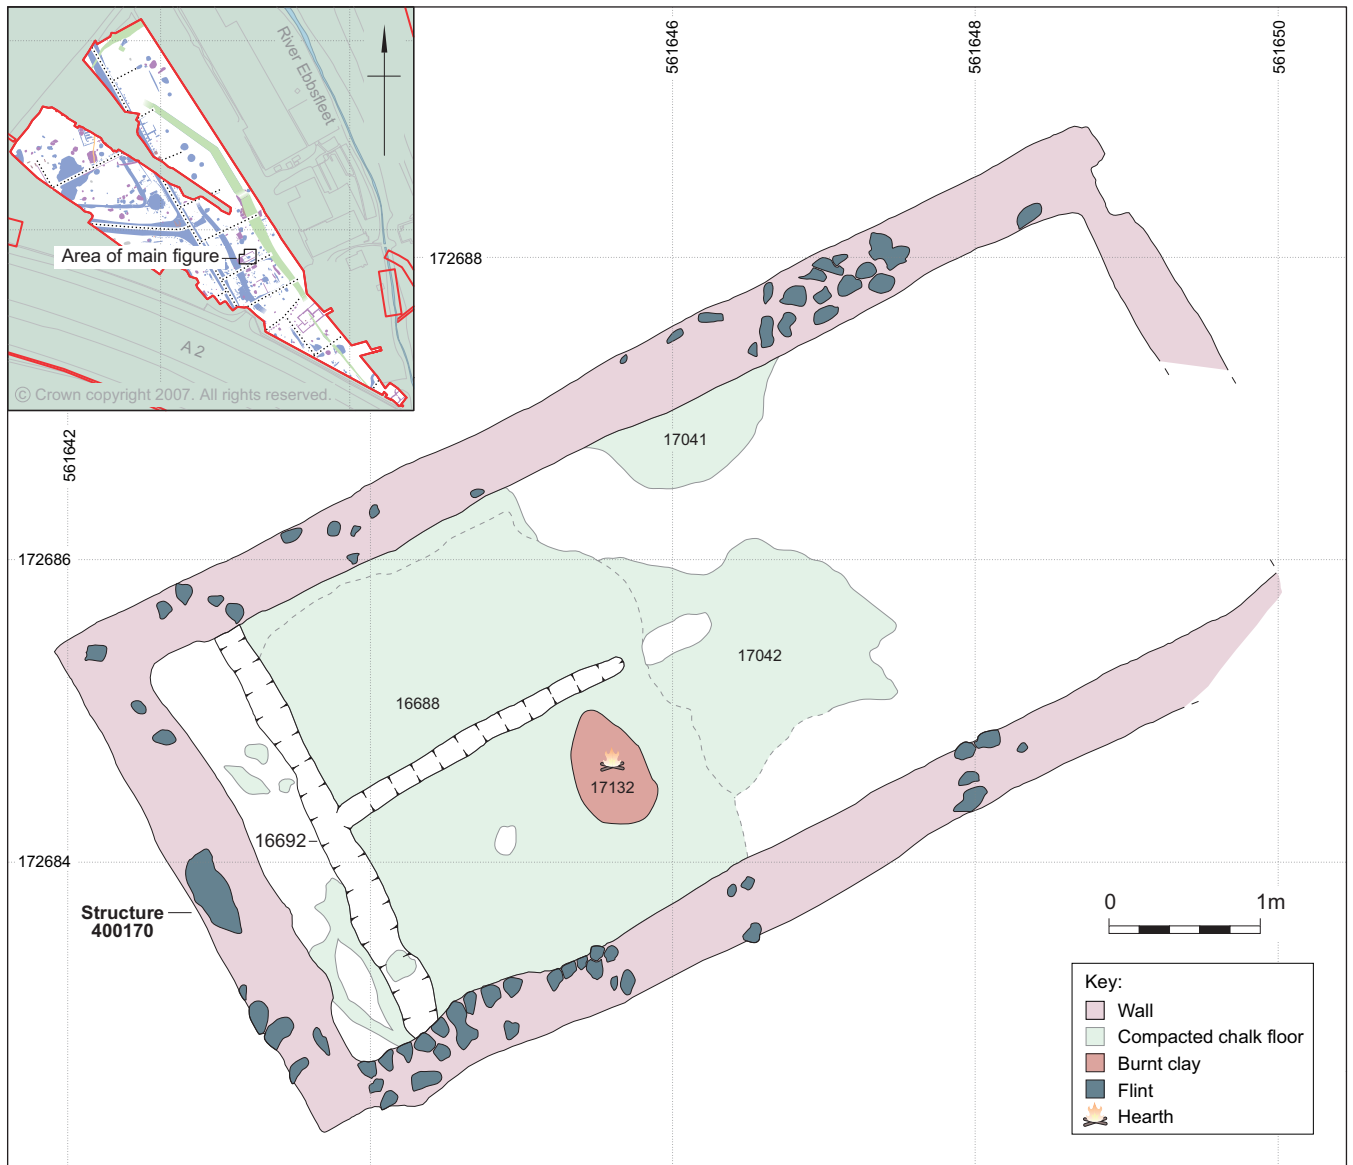 561646
561648
561650
River Ebbsfleet
Area of main figure
A2
© Crown copyright 2007. All rights reserved.
172688
561642
17041
172686
17042
16688
17132
16692
172684
Structure
400170
0 1m
Key:
Wall
Compacted chalk floor
Burnt clay
Flint
Hearth